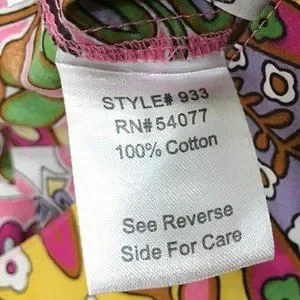 STYLE# 933
RN# 54077
100% Cotton
See Reverse
Side For Care